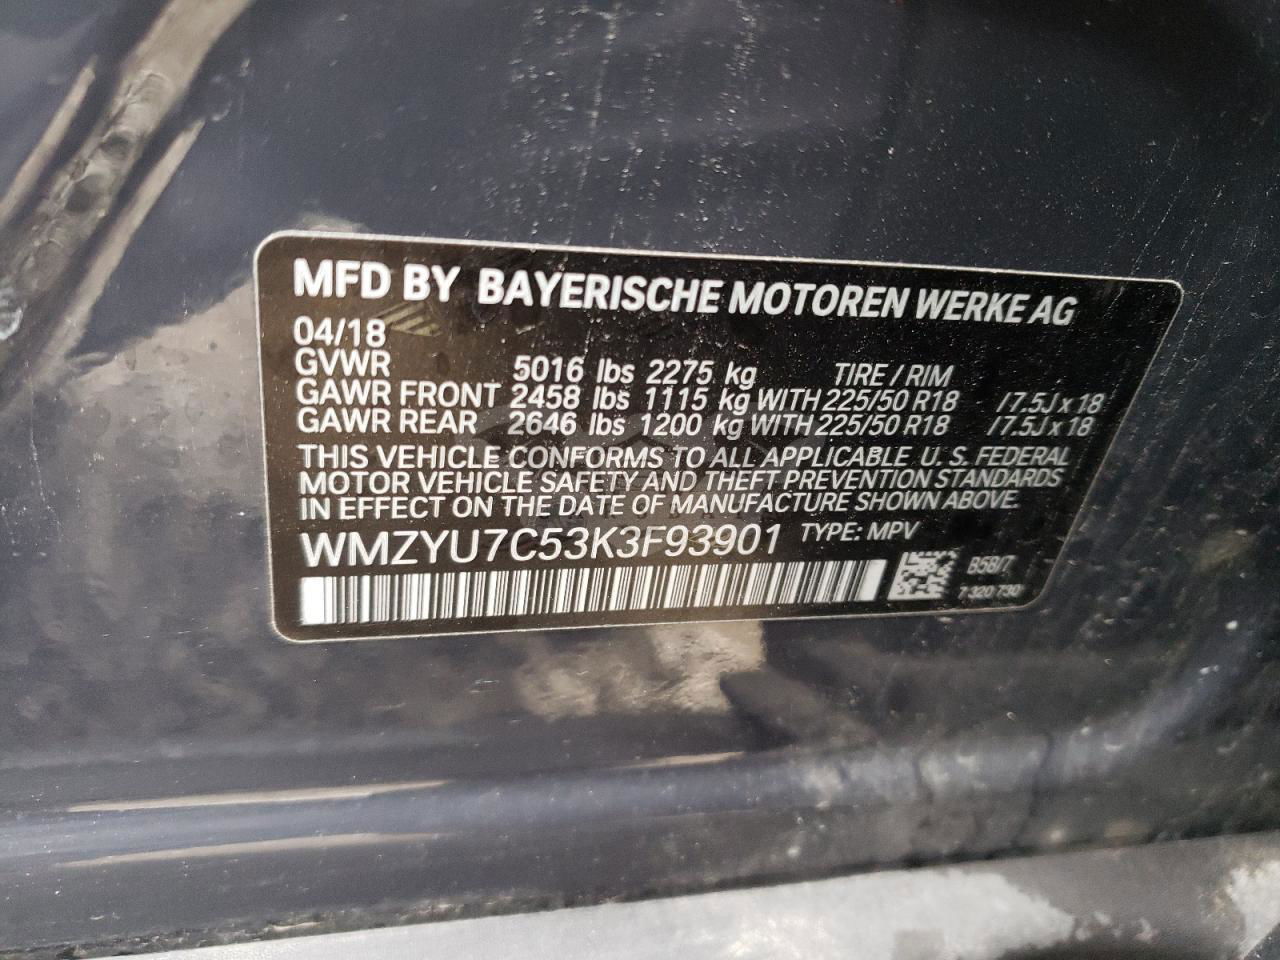 MFD BY BAYERISCHE MOTOREN WERKE AG
04/18
GVWR 5016 lbs 2275 kg TIRE / RIM
GAWR FRONT 2458 lbs 1115 kg WITH 225/50 R18 / 7.5J x 18
GAWR REAR 2646 lbs 1200 kg WITH 225/50 R18 / 7.5J x 18
THIS VEHICLE CONFORMS TO ALL APPLICABLE U. S. FEDERAL
MOTOR VEHICLE SAFETY AND THEFT PREVENTION STANDARDS
IN EFFECT ON THE DATE OF MANUFACTURE SHOWN ABOVE.
WMZYU7C53K3F93901 TYPE: MPV
B58/7
7 320 730